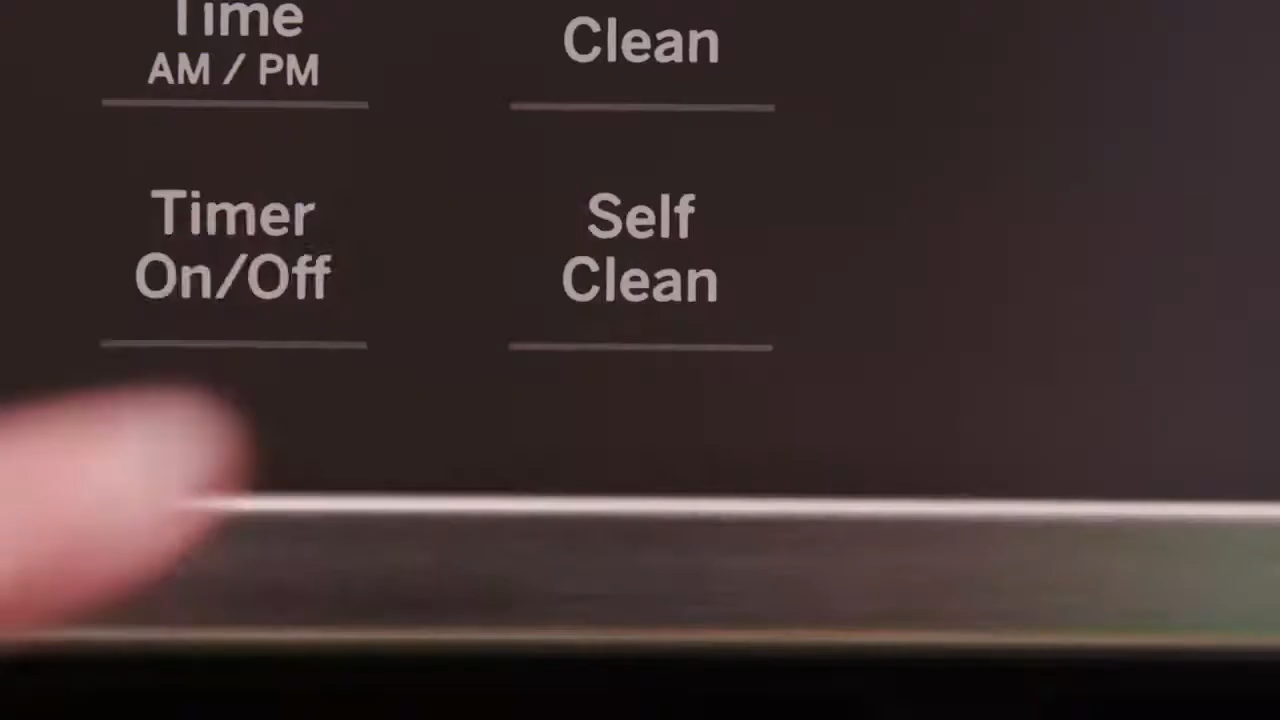 Time
AM / PM
Clean
Timer
On/Off
Self
Clean